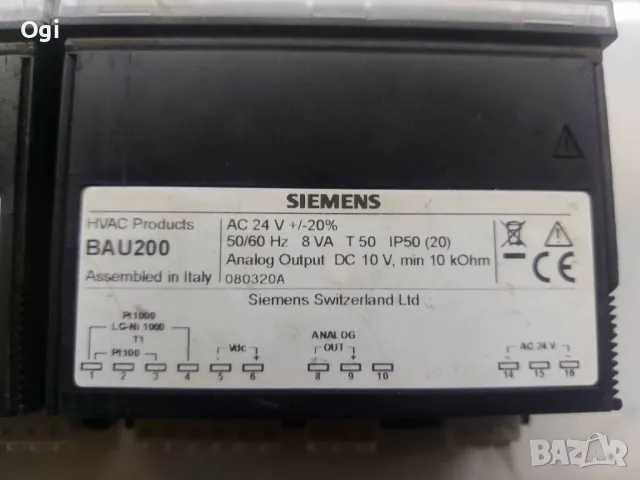 Ogi
SIEMENS
HVAC Products
BAU200
Assembled in Italy
AC 24 V +/-20%
50/60 Hz 8 VA T 50 IP50 (20)
Analog Output DC 10 V, min 10 kOhm
080320A
Siemens Switzerland Ltd
Pt1000
LG-Ni 1000
T1
Pt100
1 2 3 4
Vdc
- +
5 6
ANALOG
OUT
- +
8 9 10
AC 24 V
- -
14 15 16
bazar